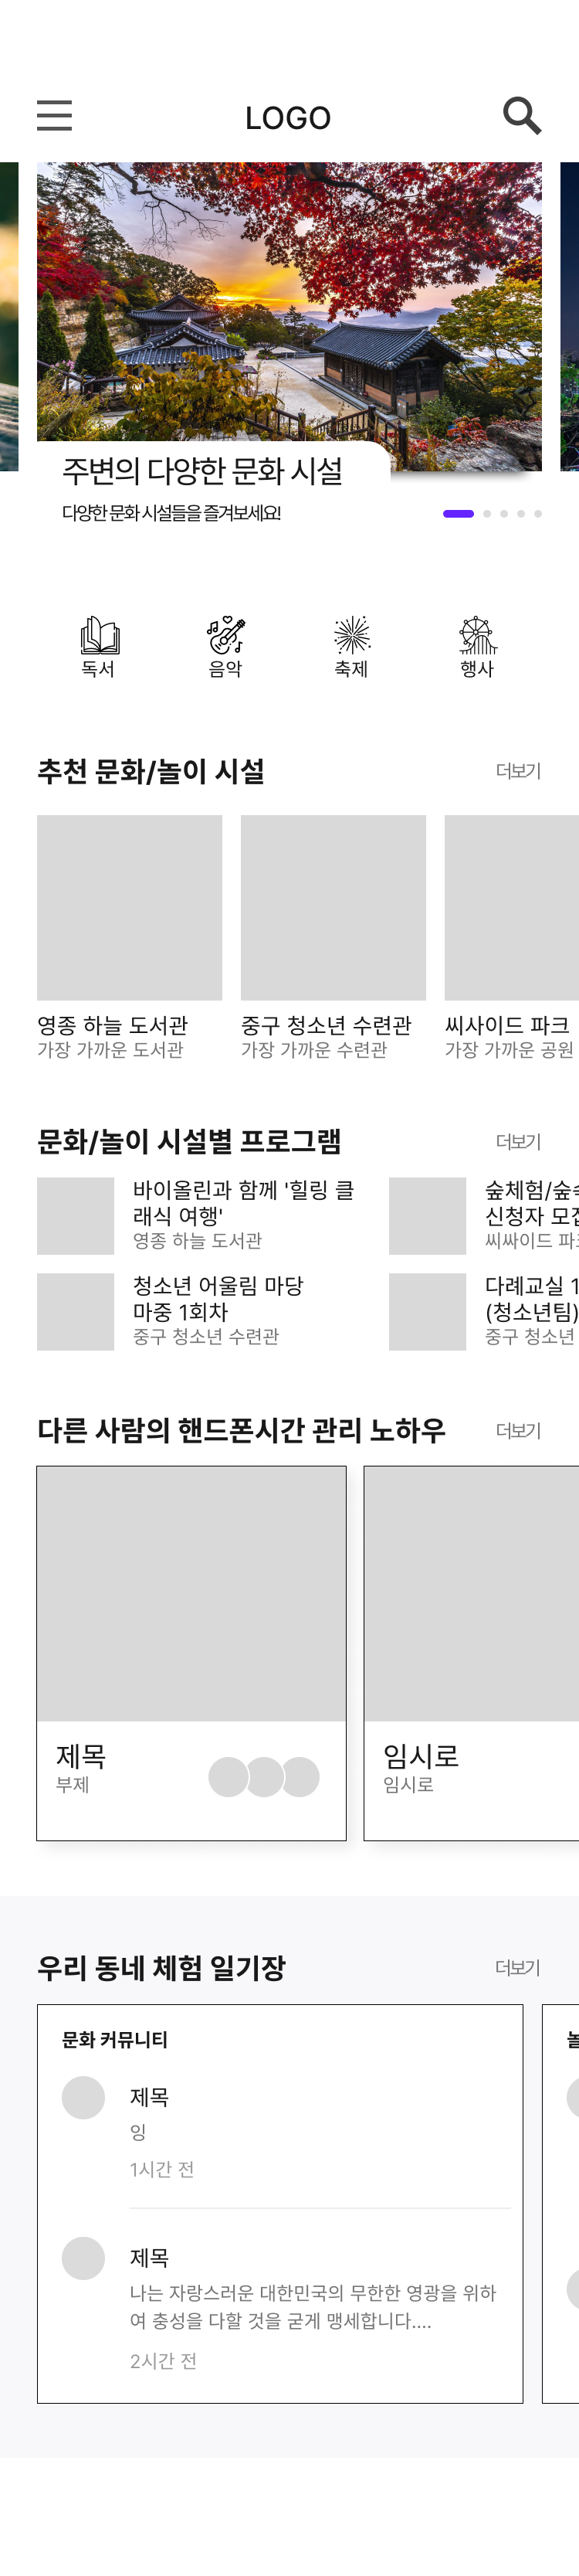 LOGO
주변의 다양한 문화 시설
다양한 문화 시설들을 즐겨보세요!
독서
음악
축제
행사
추천 문화/놀이 시설
더보기
영종 하늘 도서관
가장 가까운 도서관
중구 청소년 수련관
가장 가까운 수련관
씨사이드 파크
가장 가까운 공원
문화/놀이 시설별 프로그램
더보기
바이올린과 함께 '힐링 클
래식 여행'
영종 하늘 도서관
숲체험/숲
신청자 모집
씨싸이드 파크
청소년 어울림 마당
마중 1회차
중구 청소년 수련관
다례교실 1
(청소년팀)
중구 청소년
다른 사람의 핸드폰시간 관리 노하우
더보기
제목
부제
임시로
임시로
우리 동네 체험 일기장
더보기
문화 커뮤니티
제목
잉
1시간 전
제목
나는 자랑스러운 대한민국의 무한한 영광을 위하
여 충성을 다할 것을 굳게 맹세합니다....
2시간 전